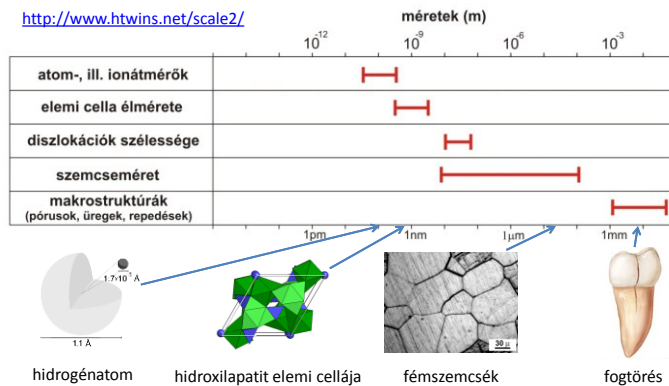 http://www.htwins.net/scale2/
méretek (m)
10-12
10-9
10-6
10-3
atom-, ill. ionátmérők
elemi cella élmérete
diszlokációk szélessége
szemcseméret
makrostruktúrák
(pórusok, üregek, repedések)
1pm
1nm
1μm
1mm
1.7•10-5 Å
1.1 Å
30 μ
hidrogénatom
hidroxilapatit elemi cellája
fémszemcsék
fogtörés